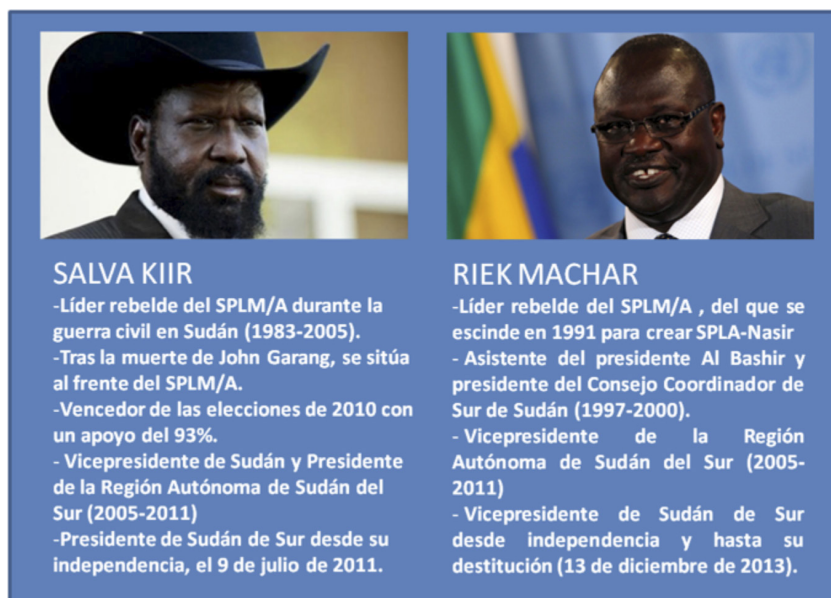 SALVA KIIR
-Líder rebelde del SPLM/A durante la
guerra civil en Sudán (1983-2005).
-Tras la muerte de John Garang, se sitúa
al frente del SPLM/A.
-Vencedor de las elecciones de 2010 con
un apoyo del 93%.
- Vicepresidente de Sudán y Presidente
de la Región Autónoma de Sudán del
Sur (2005-2011)
-Presidente de Sudán de Sur desde su
independencia, el 9 de julio de 2011.
RIEK MACHAR
-Líder rebelde del SPLM/A , del que se
escinde en 1991 para crear SPLA-Nasir
- Asistente del presidente Al Bashir y
presidente del Consejo Coordinador de
Sur de Sudán (1997-2000).
- Vicepresidente de la Región
Autónoma de Sudán del Sur (2005-
2011)
- Vicepresidente de Sudán de Sur
desde independencia y hasta su
destitución (13 de diciembre de 2013).